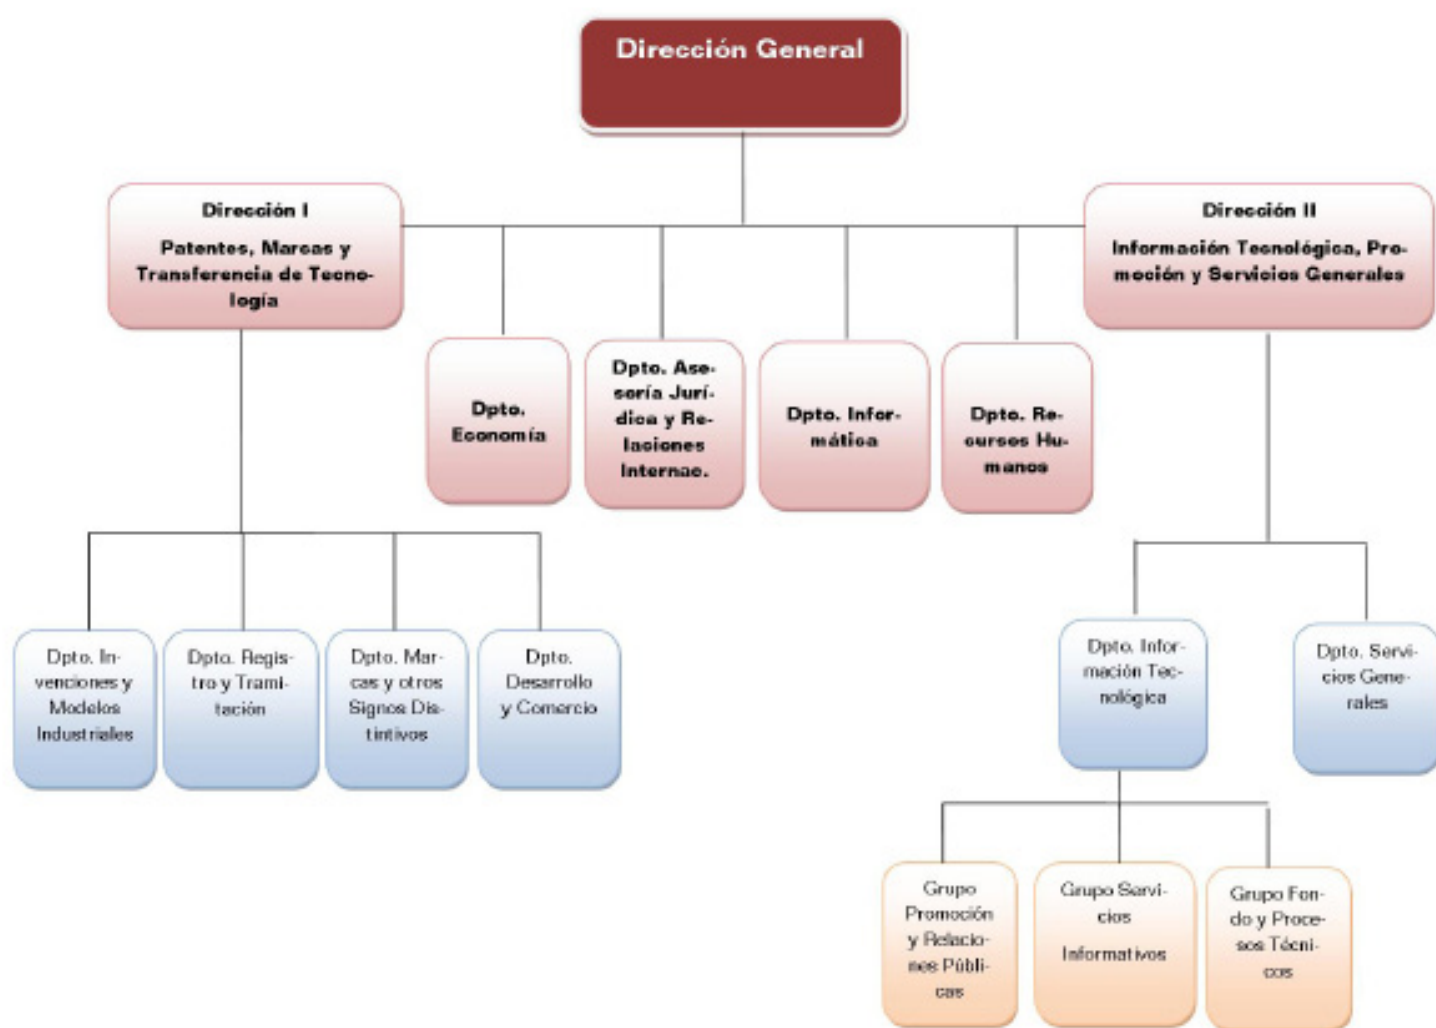 Dirección General
Dirección I
Patentes, Marcas y
Transferencia de Tecno-
logía
Dirección II
Información Tecnológica, Pro-
moción y Servicios Generales
Dpto.
Economía
Dpto. Ase-
soría Jurí-
dica y Re-
laciones
Internac.
Dpto. Infor-
mática
Dpto. Re-
cursos Hu-
manos
Dpto. In-
venciones y
Modelos
Industriales
Dpto. Regis-
tro y Trami-
tación
Dpto. Mar-
cas y otros
Signos Dis-
tintivos
Dpto.
Desarrollo
y Comercio
Dpto. Infor-
mación Tec-
nológica
Dpto. Servi-
cios Gene-
rales
Grupo
Promoción
y Relacio-
nes Públi-
cas
Grupo Servi-
cios
Informativos
Grupo Fon-
do y Proce-
sos Técni-
cos